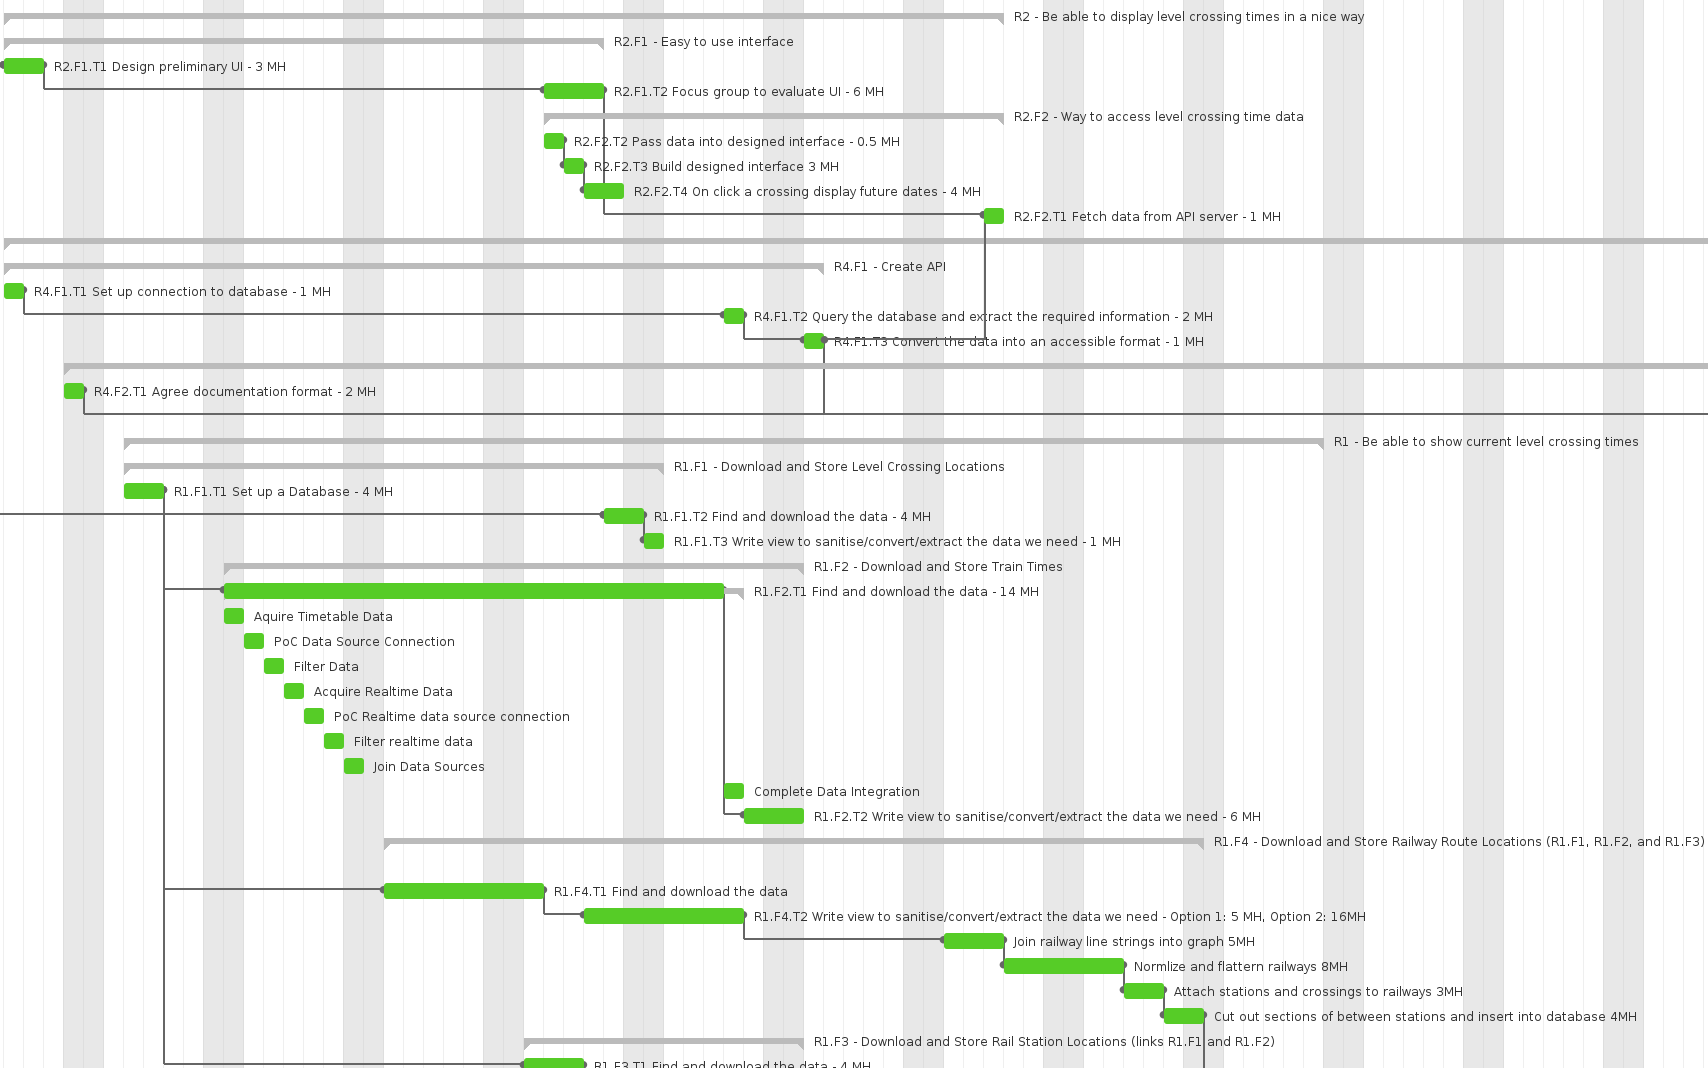 R2 - Be able to display level crossing times in a nice way
R2.F1 - Easy to use interface
R2.F1.T1 Design preliminary UI - 3 MH
R2.F1.T2 Focus group to evaluate UI - 6 MH
R2.F2 - Way to access level crossing time data
R2.F2.T2 Pass data into designed interface - 0.5 MH
R2.F2.T3 Build designed interface 3 MH
R2.F2.T4 On click a crossing display future dates - 4 MH
R2.F2.T1 Fetch data from API server - 1 MH
R4.F1 - Create API
R4.F1.T1 Set up connection to database - 1 MH
R4.F1.T2 Query the database and extract the required information - 2 MH
R4.F1.T3 Convert the data into an accessible format - 1 MH
R4.F2.T1 Agree documentation format - 2 MH
R1 - Be able to show current level crossing times
R1.F1 - Download and Store Level Crossing Locations
R1.F1.T1 Set up a Database - 4 MH
R1.F1.T2 Find and download the data - 4 MH
R1.F1.T3 Write view to sanitise/convert/extract the data we need - 1 MH
R1.F2 - Download and Store Train Times
R1.F2.T1 Find and download the data - 14 MH
Aquire Timetable Data
PoC Data Source Connection
Filter Data
Acquire Realtime Data
PoC Realtime data source connection
Filter realtime data
Join Data Sources
Complete Data Integration
R1.F2.T2 Write view to sanitise/convert/extract the data we need - 6 MH
R1.F4 - Download and Store Railway Route Locations (R1.F1, R1.F2, and R1.F3)
R1.F4.T1 Find and download the data
R1.F4.T2 Write view to sanitise/convert/extract the data we need - Option 1: 5 MH, Option 2: 16MH
Join railway line strings into graph 5MH
Normlize and flattern railways 8MH
Attach stations and crossings to railways 3MH
Cut out sections of between stations and insert into database 4MH
R1.F3 - Download and Store Rail Station Locations (links R1.F1 and R1.F2)
R1.F3.T1 Find and download the data - 4 MH